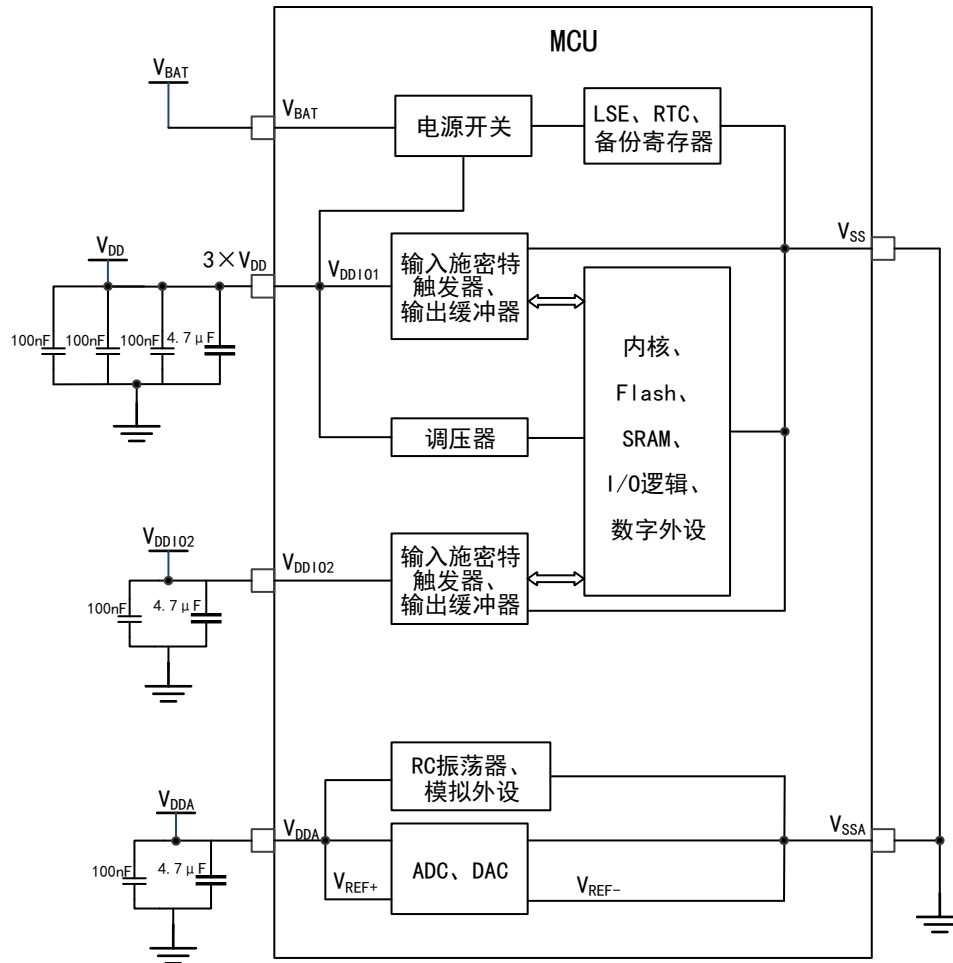 MCU
VBAT
VBAT
电源开关
LSE、RTC、
备份寄存器
VDD
3×VDD
VDDIO1
输入施密特
触发器、
输出缓冲器
VSS
100nF
100nF
100nF
4.7μF
内核、
Flash、
SRAM、
I/O逻辑、
数字外设
调压器
VDDIO2
VDDIO2
输入施密特
触发器、
输出缓冲器
100nF
4.7μF
RC振荡器、
模拟外设
VDDA
VDDA
VSSA
100nF
4.7μF
VREF+
ADC、DAC
VREF-